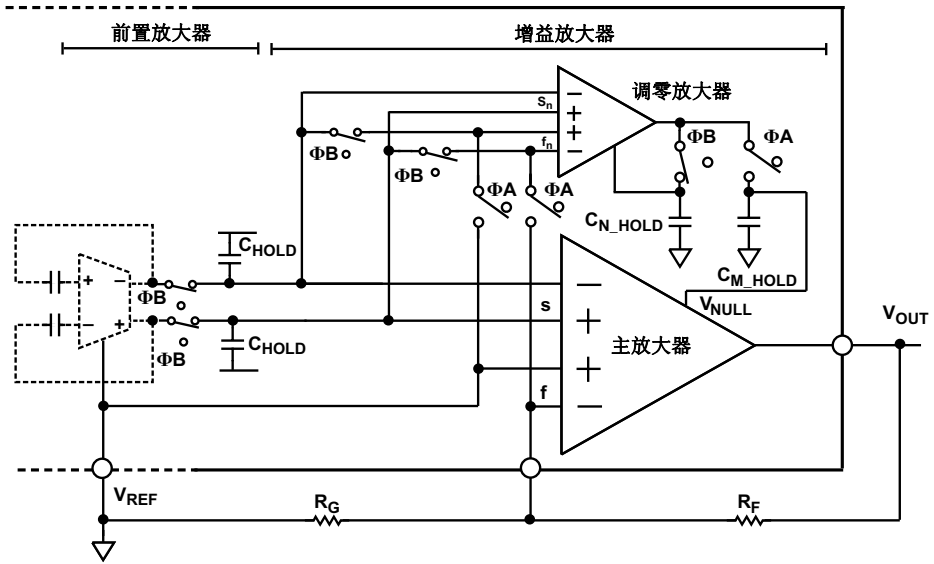 前置放大器
增益放大器
调零放大器
Sn
fn
ΦB
ΦB
ΦA
ΦA
ΦB
ΦA
CN_HOLD
CM_HOLD
CHOLD
CHOLD
ΦB
ΦB
+
−
−
+
−
+
+
−
−
+
+
−
s
f
VNULL
主放大器
VOUT
VREF
RG
RF